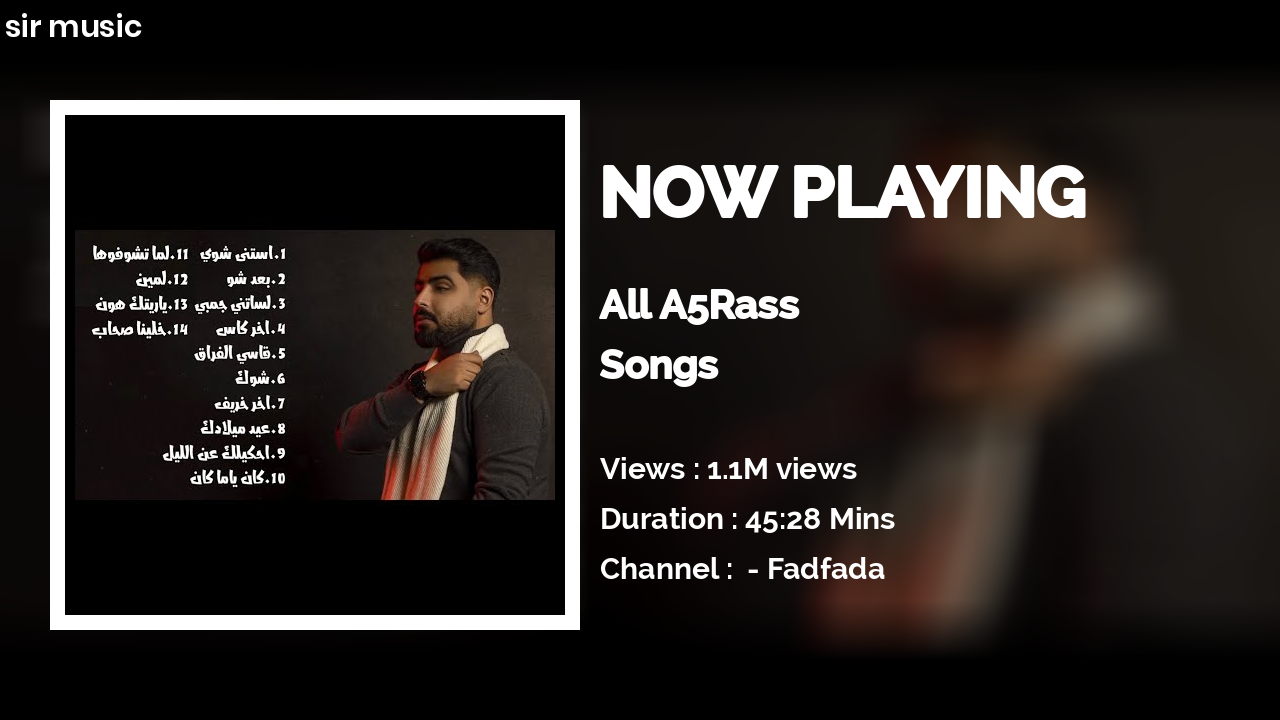 sir music
1.استنى شوي
2.بعد شو
3.لساتني جمبي
4.اخر كاس
5.قاسي الفراق
6.شوك
7.اخر خريف
8.عيد ميلادك
9.احكيلك عن الليل
10.كان ياما كان
11.لما تشوفوها
12.لمين
13.ياريتك هون
14.خلينا صحاب
NOW PLAYING
All A5Rass
Songs
Views : 1.1M views
Duration : 45:28 Mins
Channel : - Fadfada